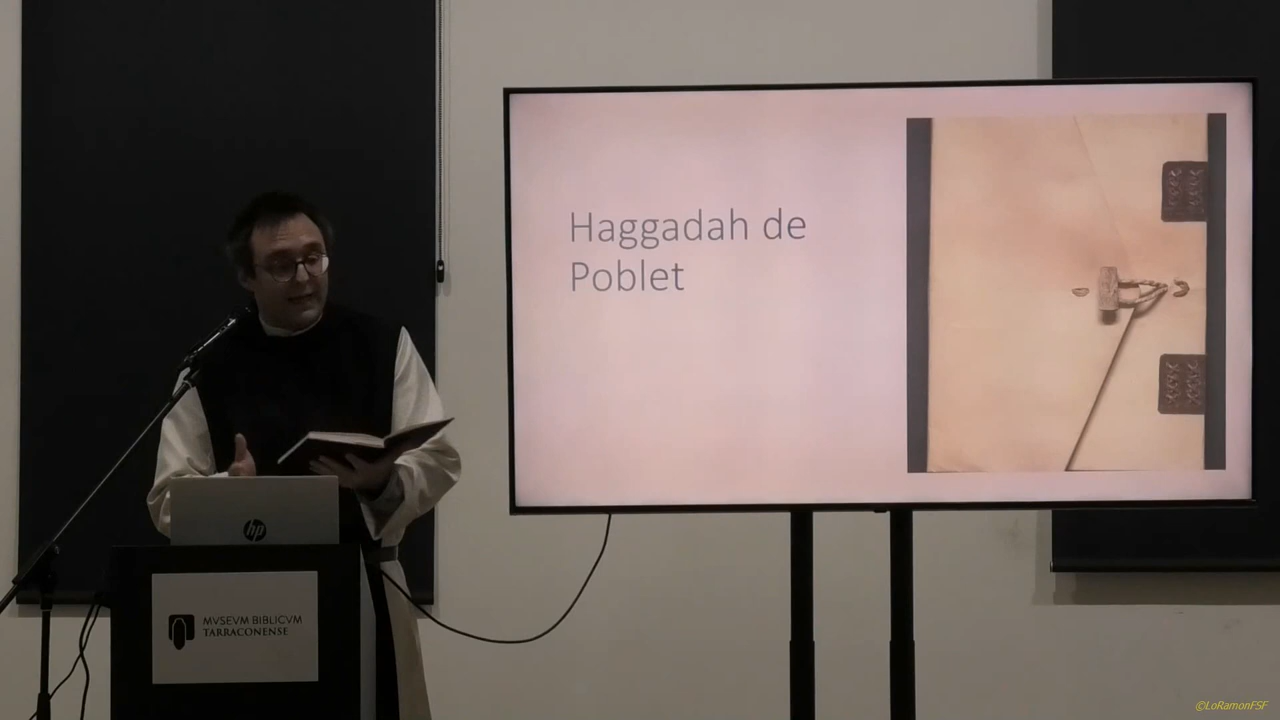 Haggadah de
Poblet
hp
MVSEVM BIBLICVM
TARRACONENSE
©LoRamonFSF